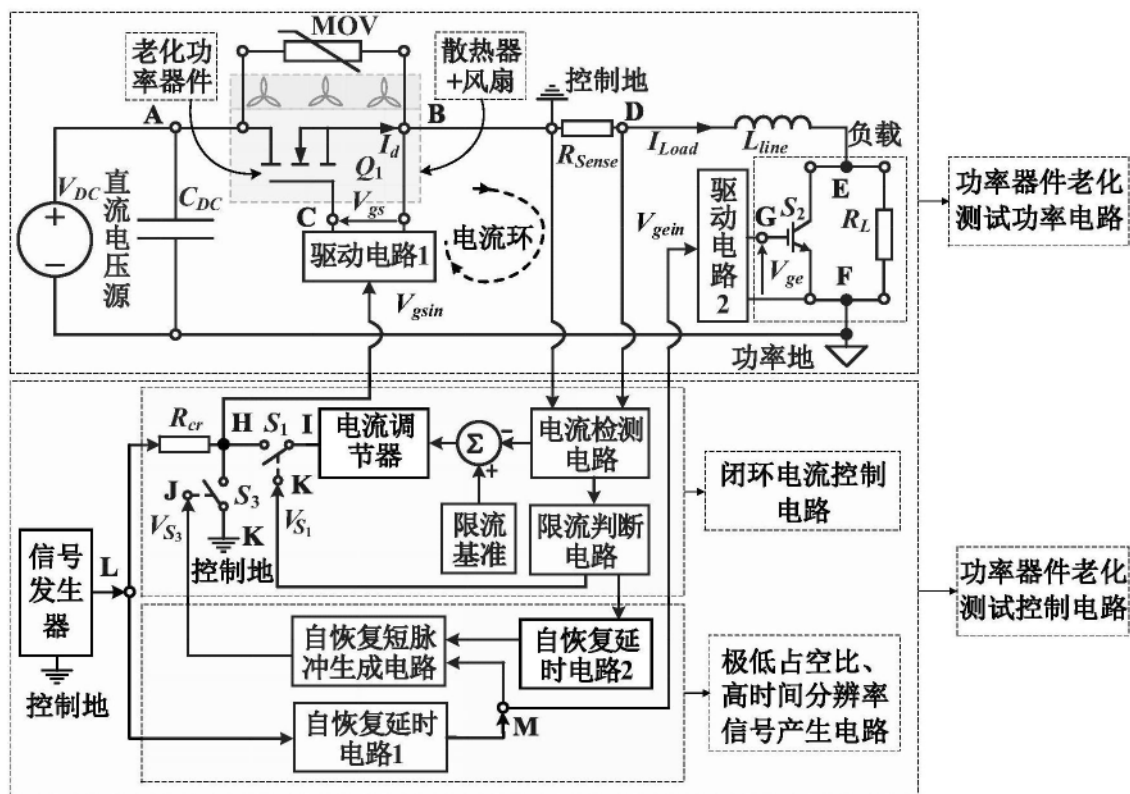 MOV
老化功
率器件
散热器
+风扇
控制地
A
B
D
I_d
Q_1
R_Sense
I_Load
L_line
负载
V_DC
直流电压源
C_DC
C
V_gs
驱动电路1
电流环
V_gsin
V_gein
驱动电路2
G
S_2
E
R_L
V_ge
F
功率地
功率器件老化
测试功率电路
R_cr
H
S_1
I
电流调
节器
Σ
-
+
电流检测
电路
J
S_3
K
V_S3
K
V_S1
控制地
限流
基准
限流判断
电路
闭环电流控制
电路
信号
发生
器
L
控制地
自恢复短脉
冲生成电路
自恢复延
时电路2
自恢复延时
电路1
M
功率器件老化
测试控制电路
极低占空比、
高时间分辨率
信号产生电路